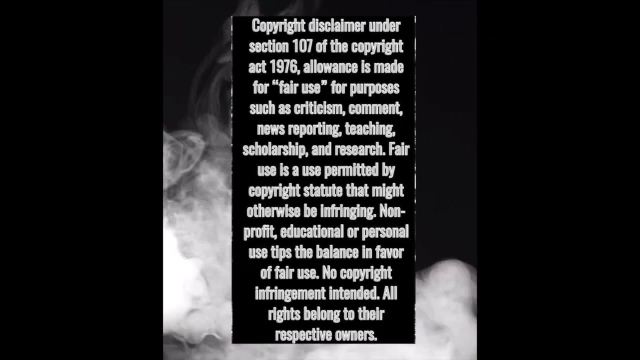 Copyright disclaimer under
section 107 of the copyright
act 1976, allowance is made
for “fair use” for purposes
such as criticism, comment,
news reporting, teaching,
scholarship, and research. Fair
use is a use permitted by
copyright statute that might
otherwise be infringing. Non-
profit, educational or personal
use tips the balance in favor
of fair use. No copyright
infringement intended. All
rights belong to their
respective owners.